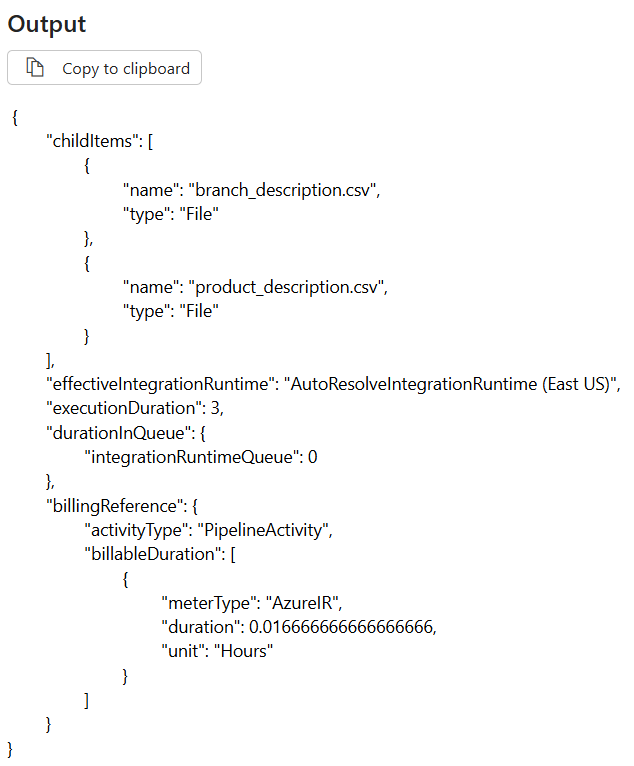 Output
Copy to clipboard
{
"childItems": [
{
"name": "branch_description.csv",
"type": "File"
},
{
"name": "product_description.csv",
"type": "File"
}
],
"effectiveIntegrationRuntime": "AutoResolveIntegrationRuntime (East US)",
"executionDuration": 3,
"durationInQueue": {
"integrationRuntimeQueue": 0
},
"billingReference": {
"activityType": "PipelineActivity",
"billableDuration": [
{
"meterType": "AzureIR",
"duration": 0.016666666666666666,
"unit": "Hours"
}
]
}
}